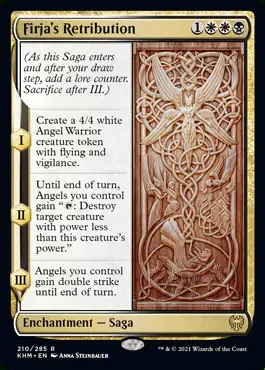 Firja's Retribution 1
(As this Saga enters
and after your draw
step, add a lore counter.
Sacrifice after III.)
I
Create a 4/4 white
Angel Warrior
creature token
with flying and
vigilance.
II
Until end of turn,
Angels you control
gain “T: Destroy
target creature
with power less
than this creature's
power.”
III
Angels you control
gain double strike
until end of turn.
Enchantment — Saga
210/285 R
KHM • EN Anna Steinbauer
™ & © 2021 Wizards of the Coast